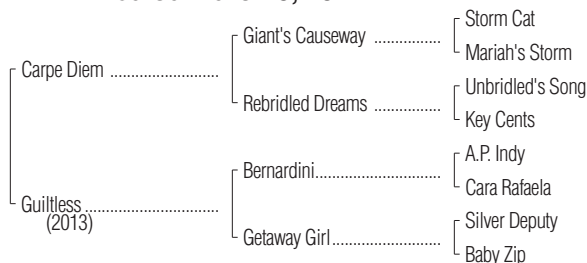 Storm Cat
Giant's Causeway ................
Mariah's Storm
Carpe Diem ..........................
Unbridled's Song
Rebridled Dreams ................
Key Cents
A.P. Indy
Bernardini............................
Cara Rafaela
Guiltless................................
(2013)
Silver Deputy
Getaway Girl........................
Baby Zip